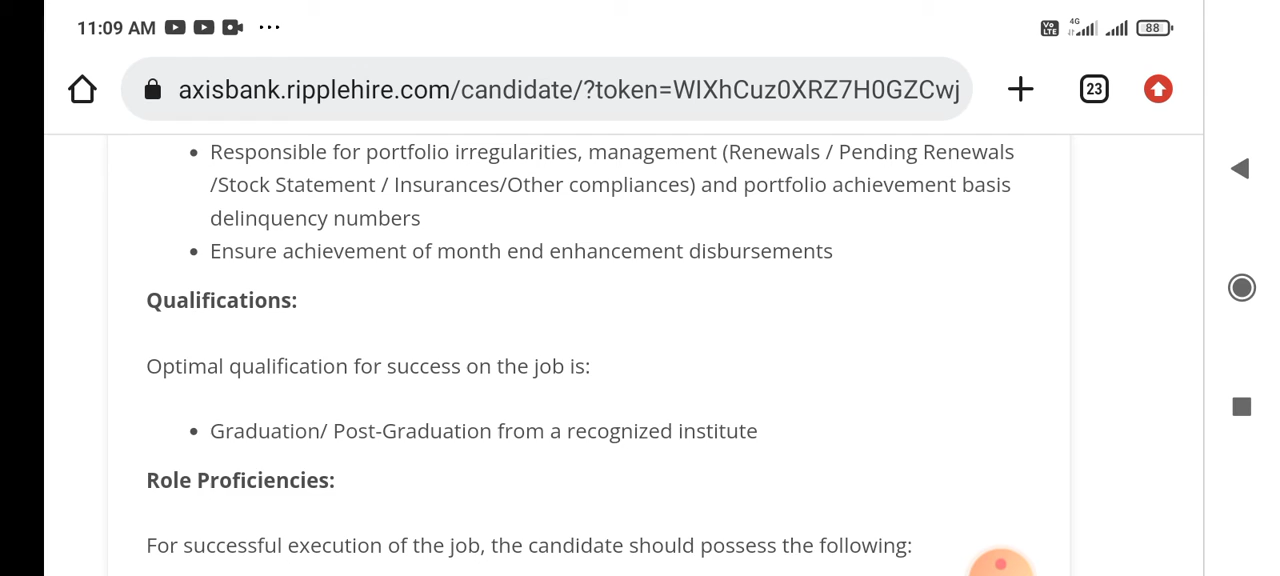 11:09 AM
Vo LTE 4G 88
axisbank.ripplehire.com/candidate/?token=WIXhCuz0XRZ7H0GZCwj
23
• Responsible for portfolio irregularities, management (Renewals / Pending Renewals
/Stock Statement / Insurances/Other compliances) and portfolio achievement basis
delinquency numbers
• Ensure achievement of month end enhancement disbursements
Qualifications:
Optimal qualification for success on the job is:
• Graduation/ Post-Graduation from a recognized institute
Role Proficiencies:
For successful execution of the job, the candidate should possess the following: